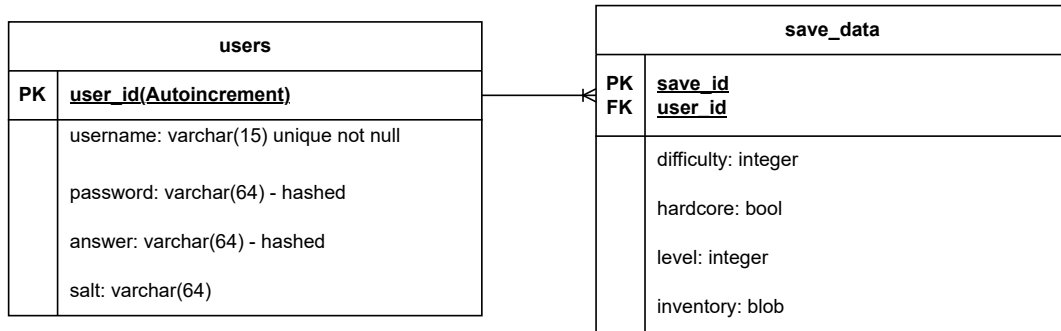 users
PK user_id(Autoincrement)
username: varchar(15) unique not null
password: varchar(64) - hashed
answer: varchar(64) - hashed
salt: varchar(64)
save_data
PK save_id
FK user_id
difficulty: integer
hardcore: bool
level: integer
inventory: blob